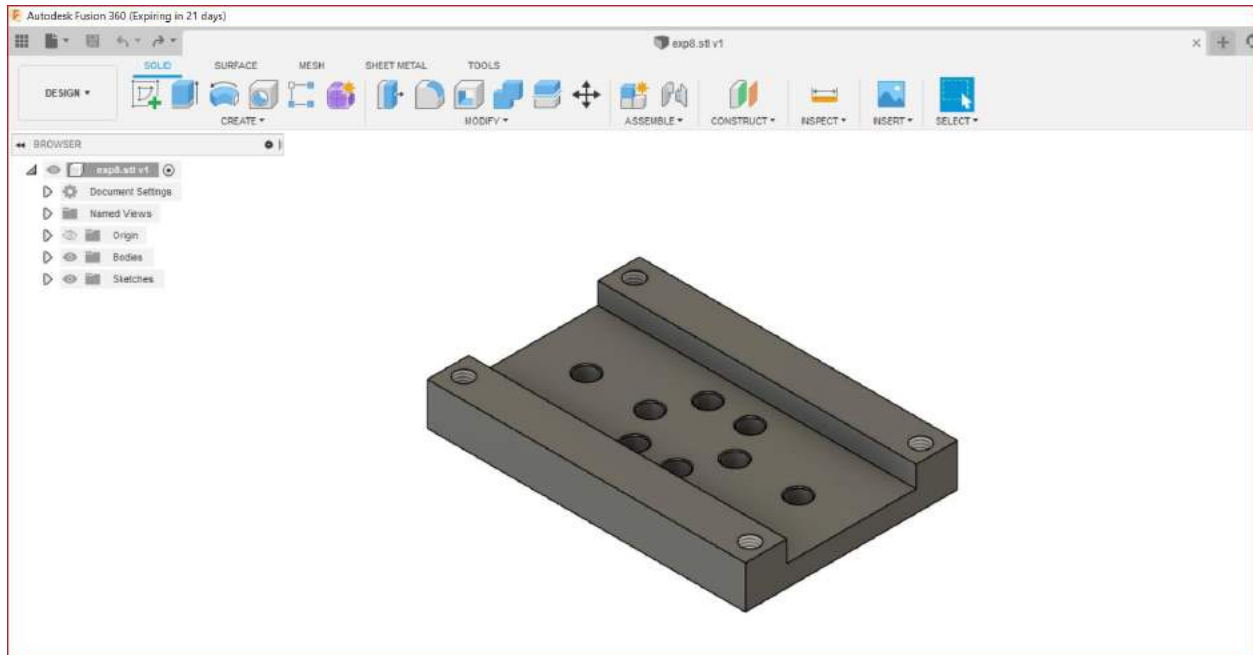 Autodesk Fusion 360 (Expiring in 21 days)
exp8.stl v1
SOLID SURFACE MESH SHEET METAL TOOLS
DESIGN
CREATE MODIFY ASSEMBLE CONSTRUCT INSPECT INSERT SELECT
BROWSER
exp8.stl v1
Document Settings
Named Views
Origin
Bodies
Sketches